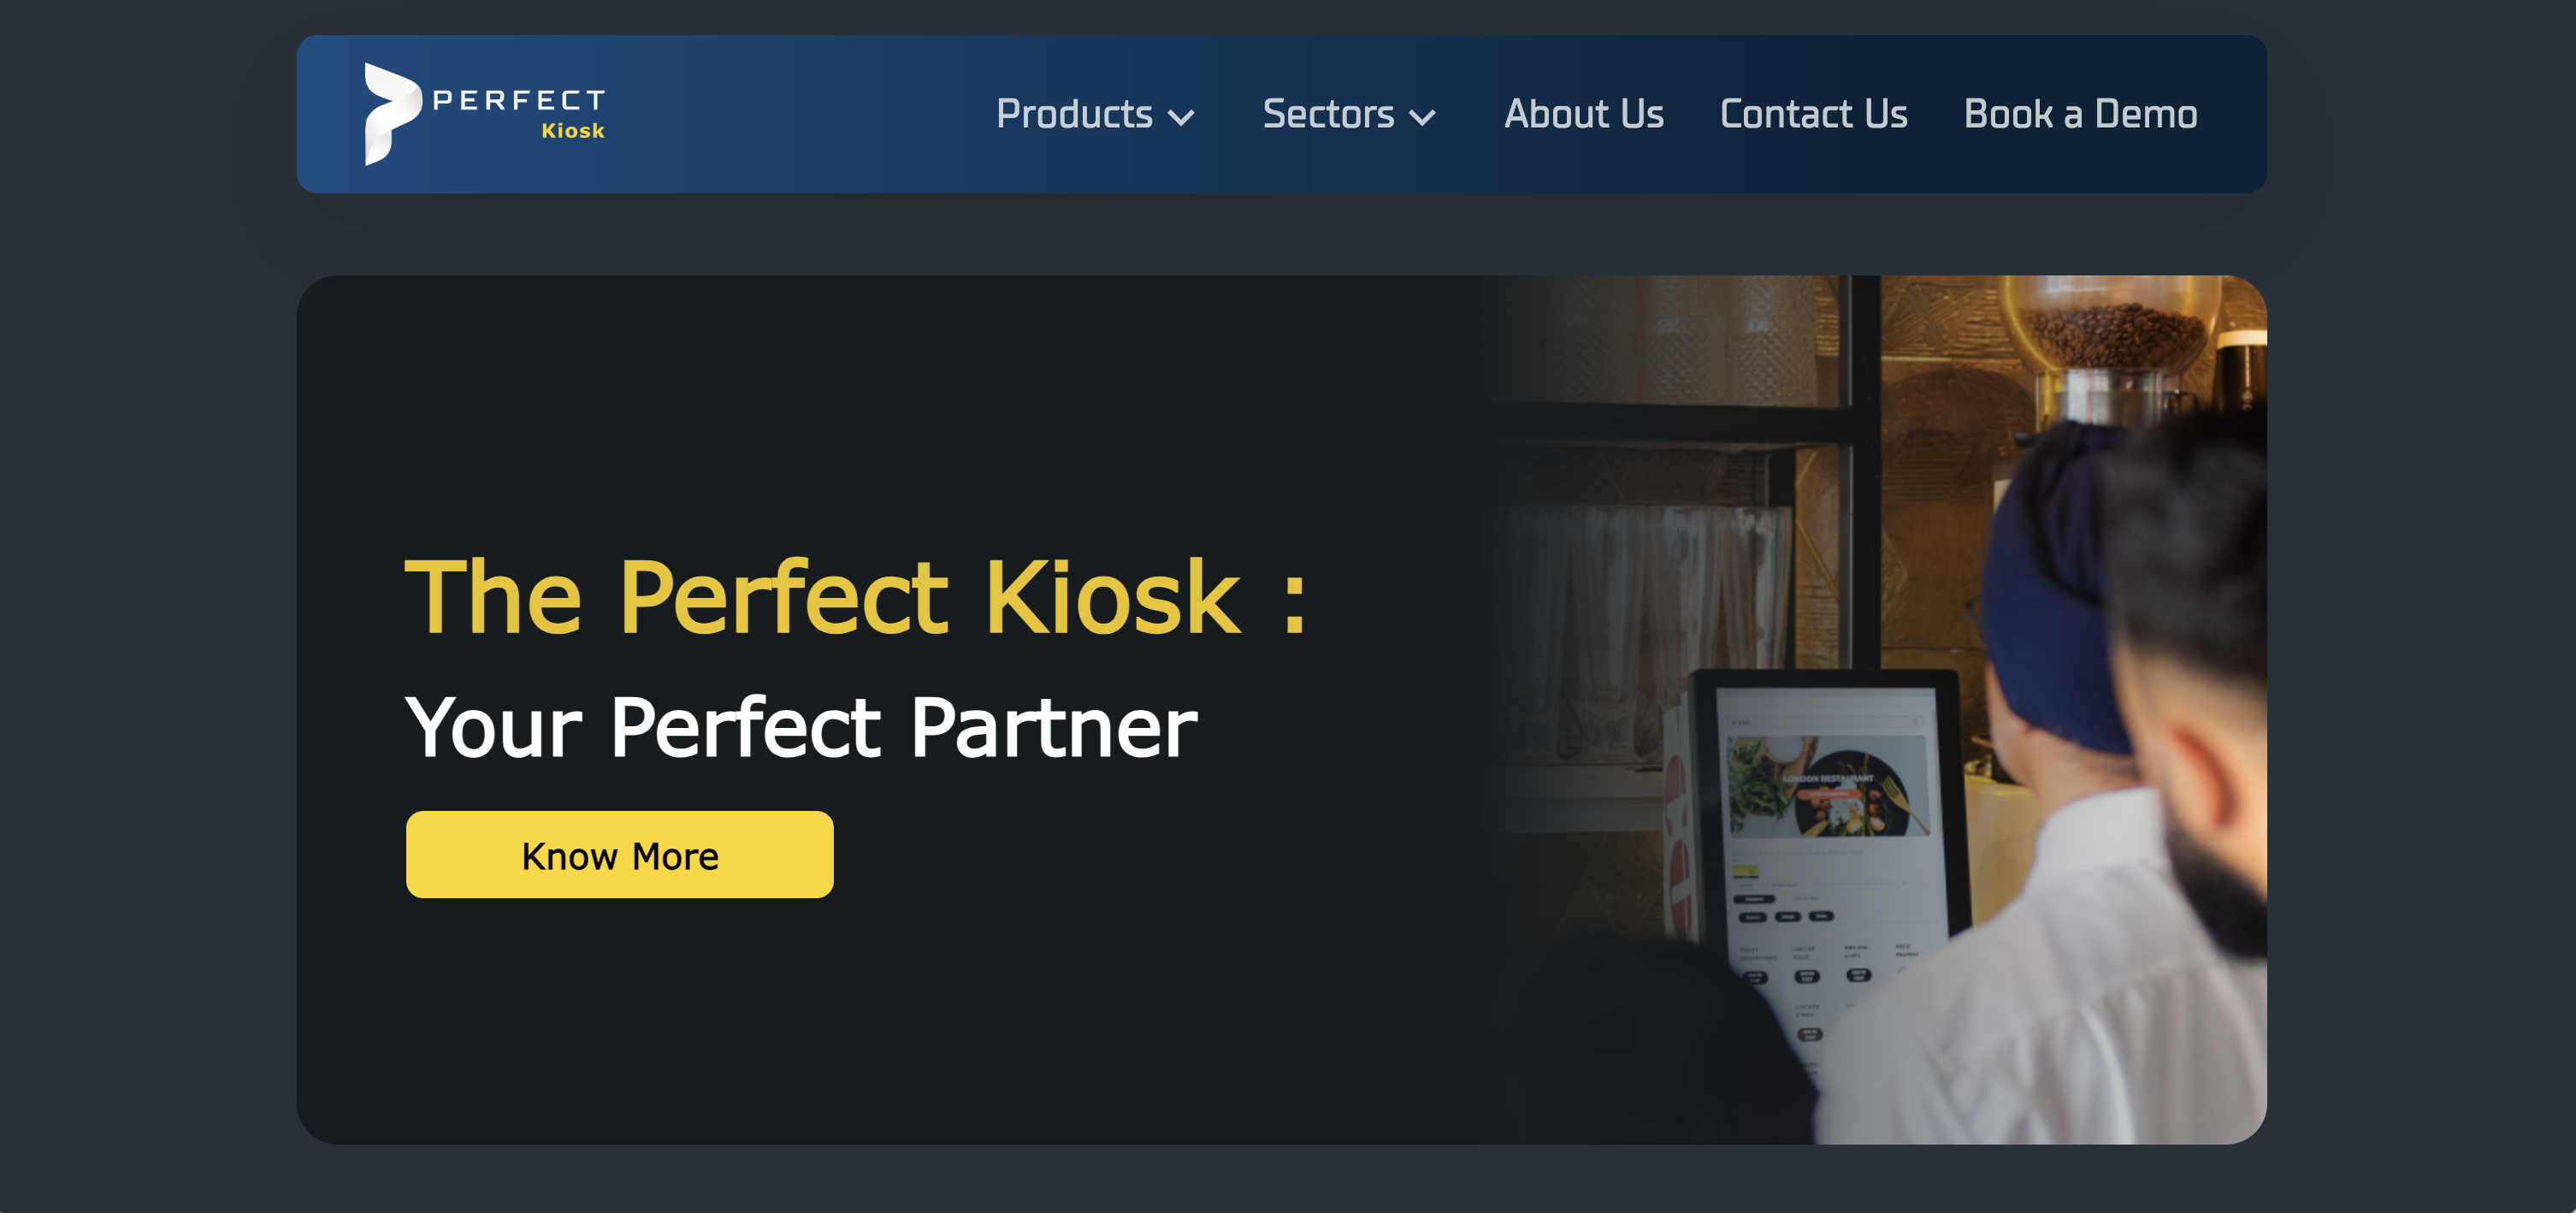 PERFECT
Kiosk
Products
Sectors
About Us
Contact Us
Book a Demo
The Perfect Kiosk :
Your Perfect Partner
Know More
LONDON RESTAURANT